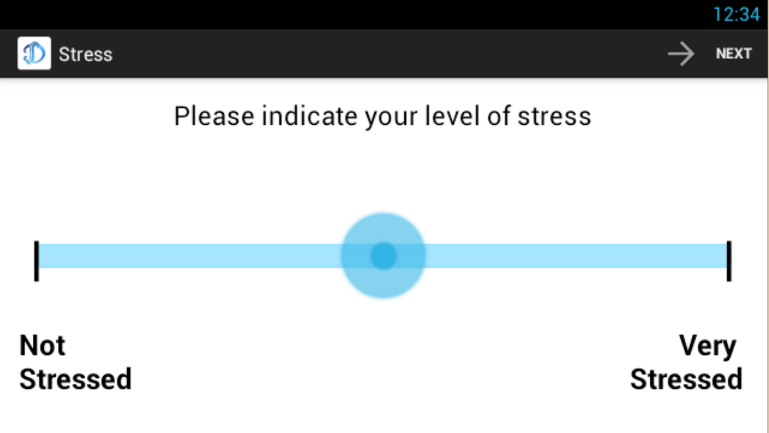 12:34
Stress
NEXT
Please indicate your level of stress
Not
Stressed
Very
Stressed